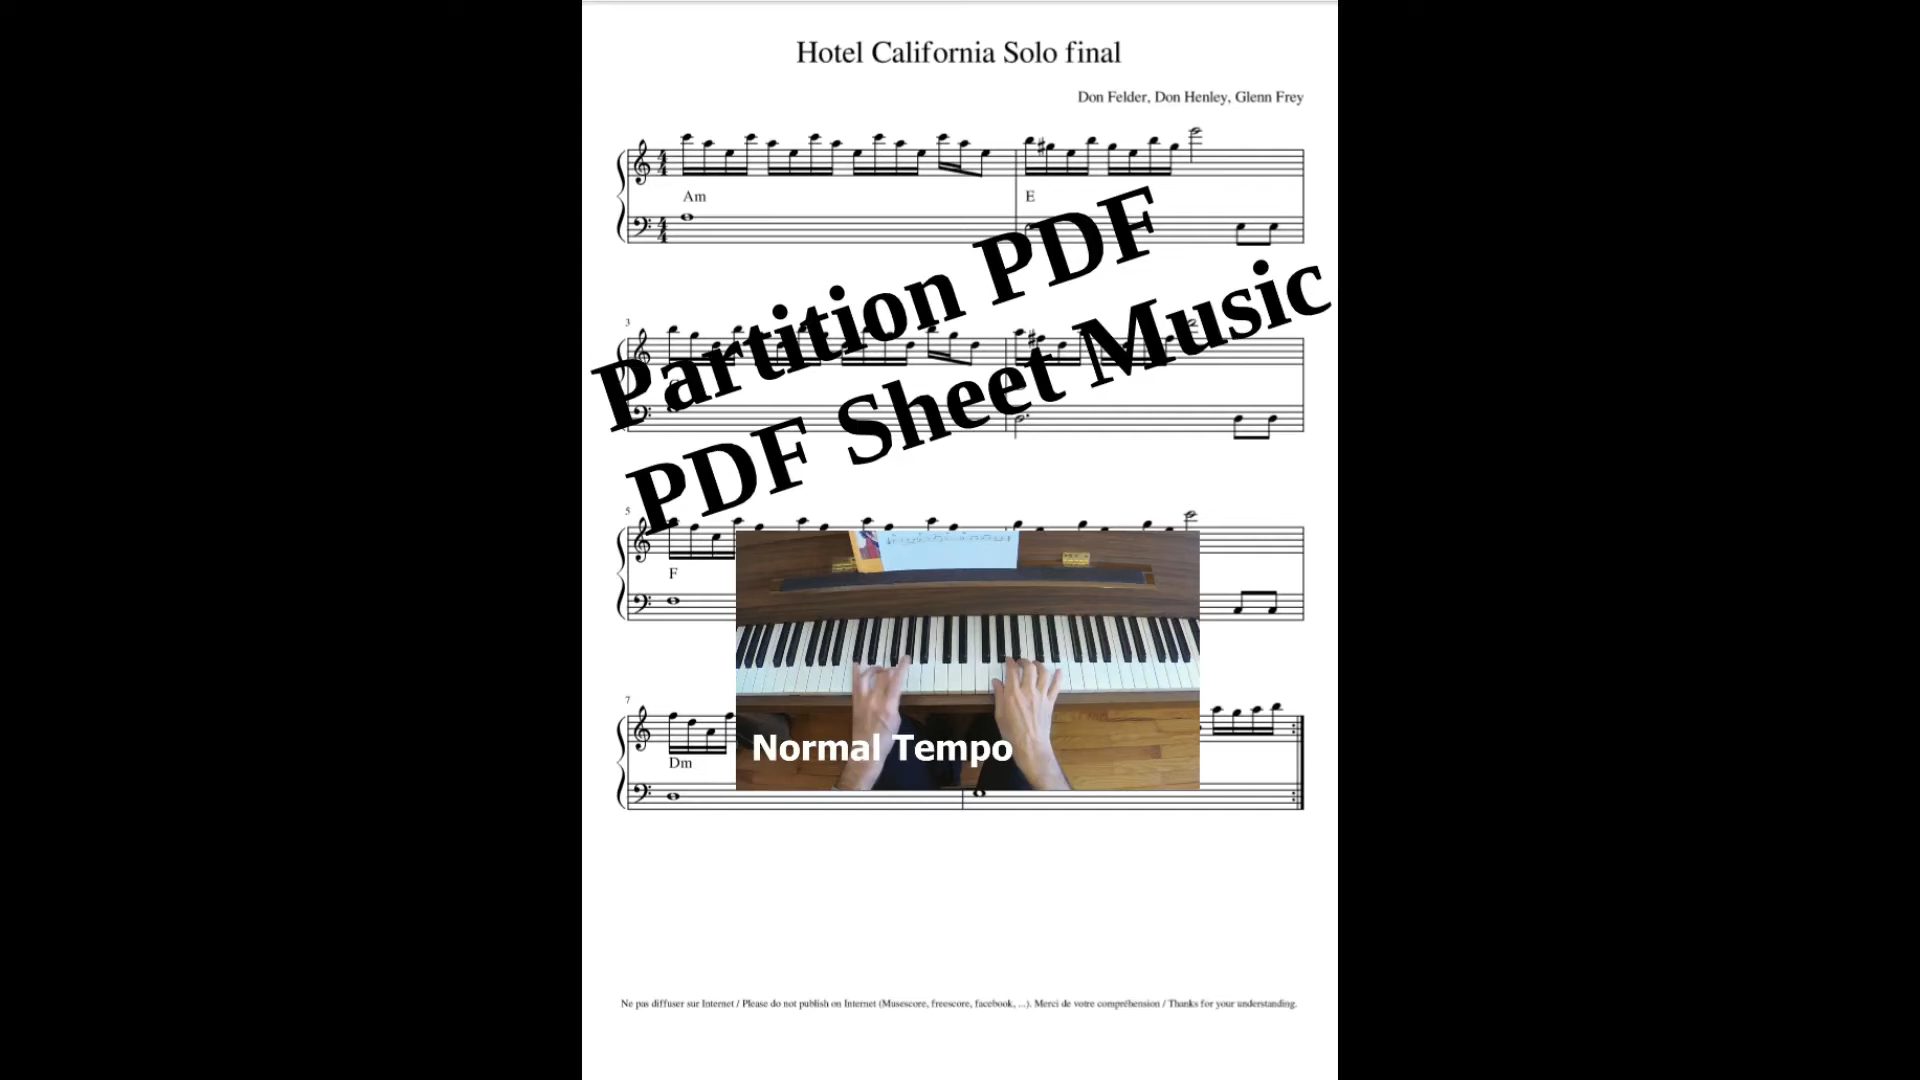 Hotel California Solo final
Don Felder, Don Henley, Glenn Frey
Am
E
Partition PDF
PDF Sheet Music
3
5
F
7
Dm
Normal Tempo
Ne pas diffuser sur Internet / Please do not publish on Internet (Musescore, freescore, facebook, ...). Merci de votre compréhension / Thanks for your understanding.